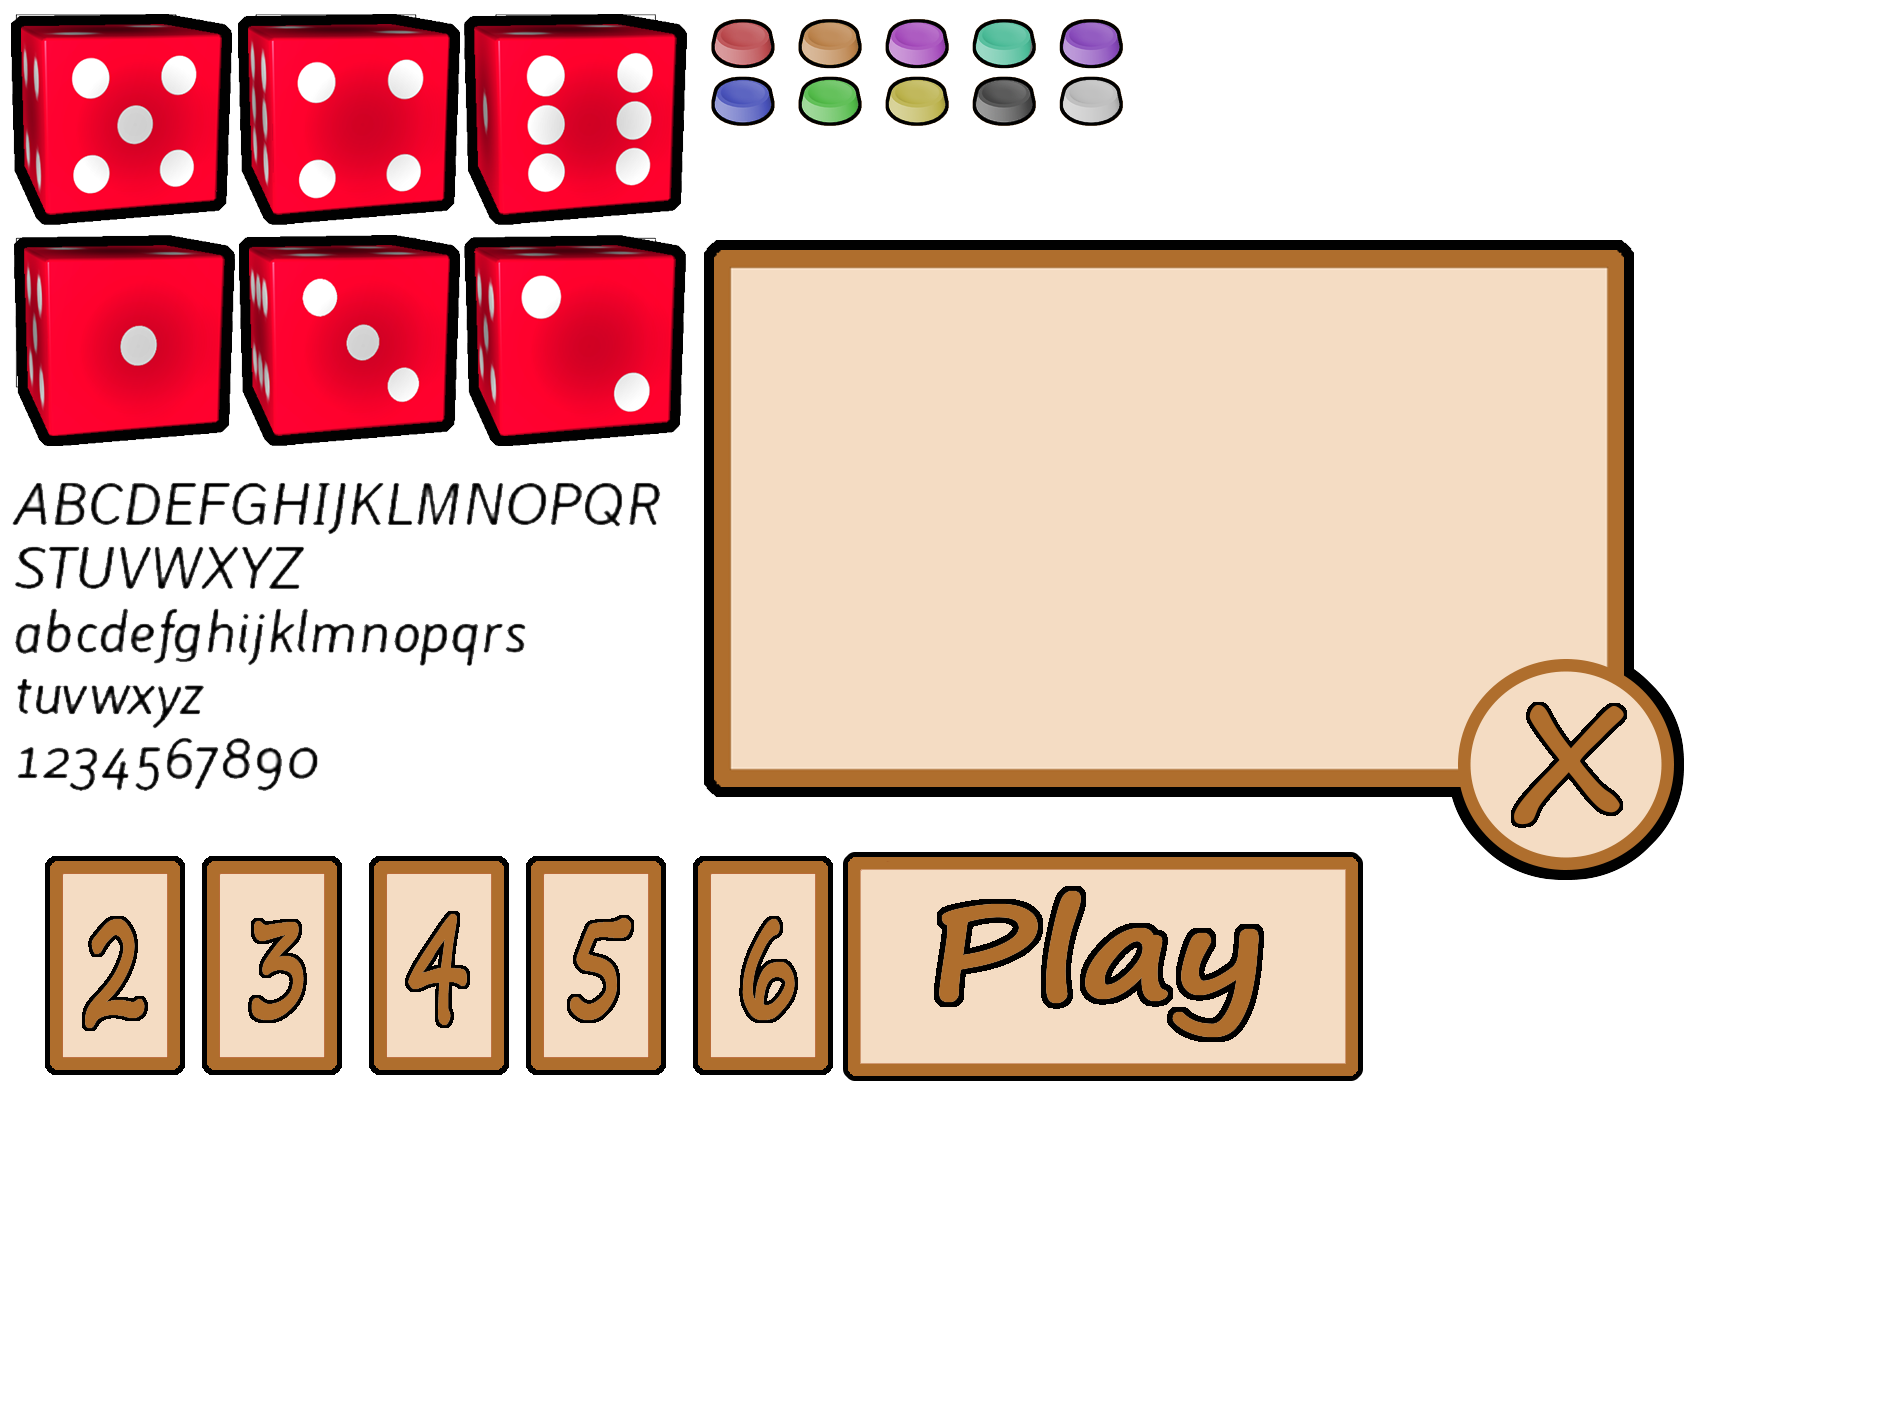 ABCDEFGHIJKLMNOPQR
STUVWXYZ
abcdefghijklmnopqrs
tuvwxyz
1234567890
X
2 3 4 5 6 Play